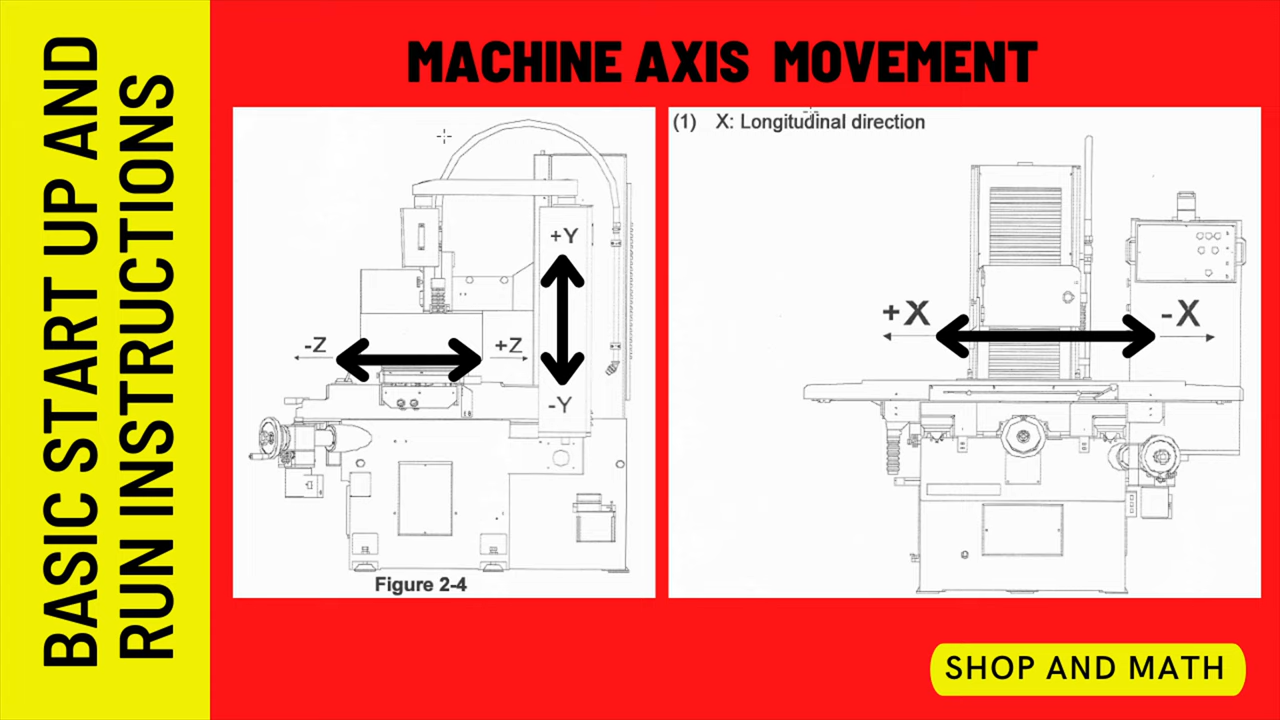 BASIC START UP AND
RUN INSTRUCTIONS
MACHINE AXIS MOVEMENT
+Y
-Z
+Z
-Y
Figure 2-4
(1) X: Longitudinal direction
+X
-X
SHOP AND MATH